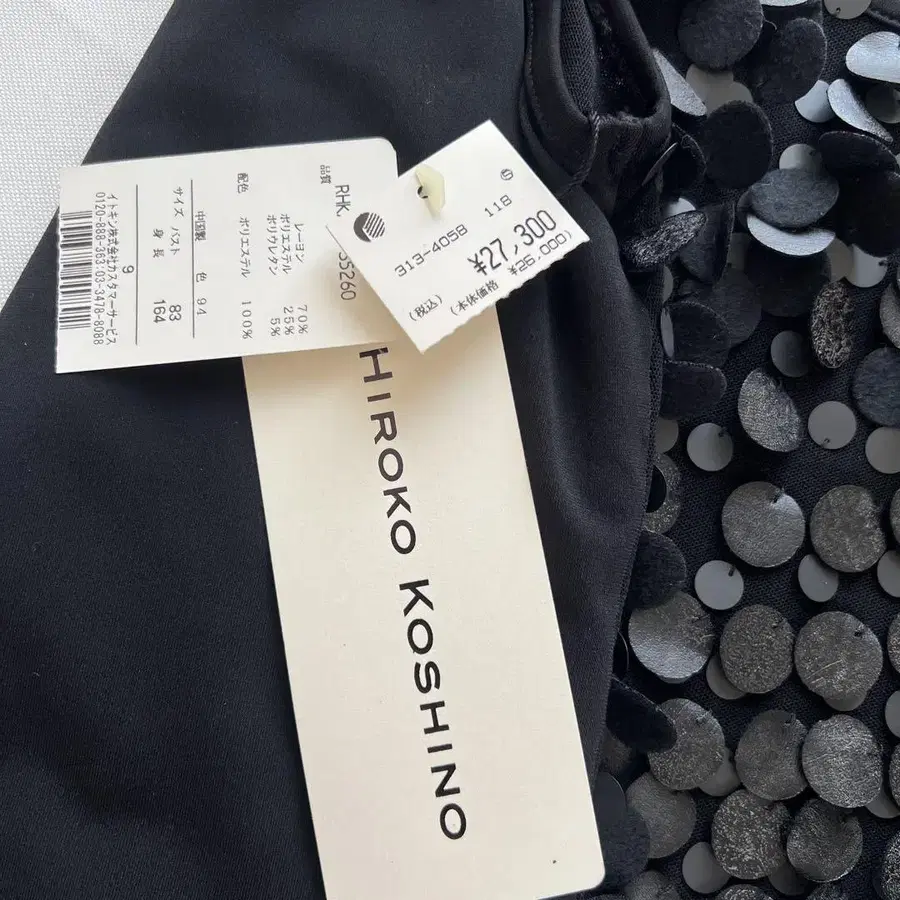 品質
RHK.
55260
レーヨン 70%
ポリエステル 25%
ポリウレタン 5%
配色
ポリエステル 100%
中国製 色 94
サイズ バスト 83
身長 164
9
イトキン株式会社カスタマーサービス
0120-885-363・03-3478-8088
313-4058 118
¥27,300
(税込)
(本体価格 ¥26,000)
HIROKO KOSHINO